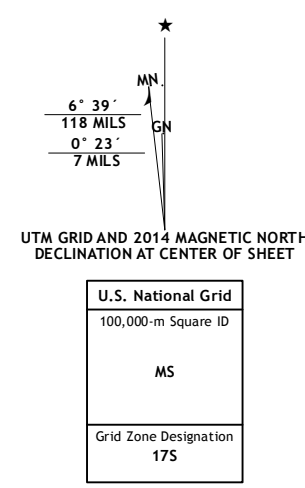 MN
GN
6° 39´
118 MILS
0° 23´
7 MILS
UTM GRID AND 2014 MAGNETIC NORTH
DECLINATION AT CENTER OF SHEET
U.S. National Grid
100,000-m Square ID
MS
Grid Zone Designation
17S